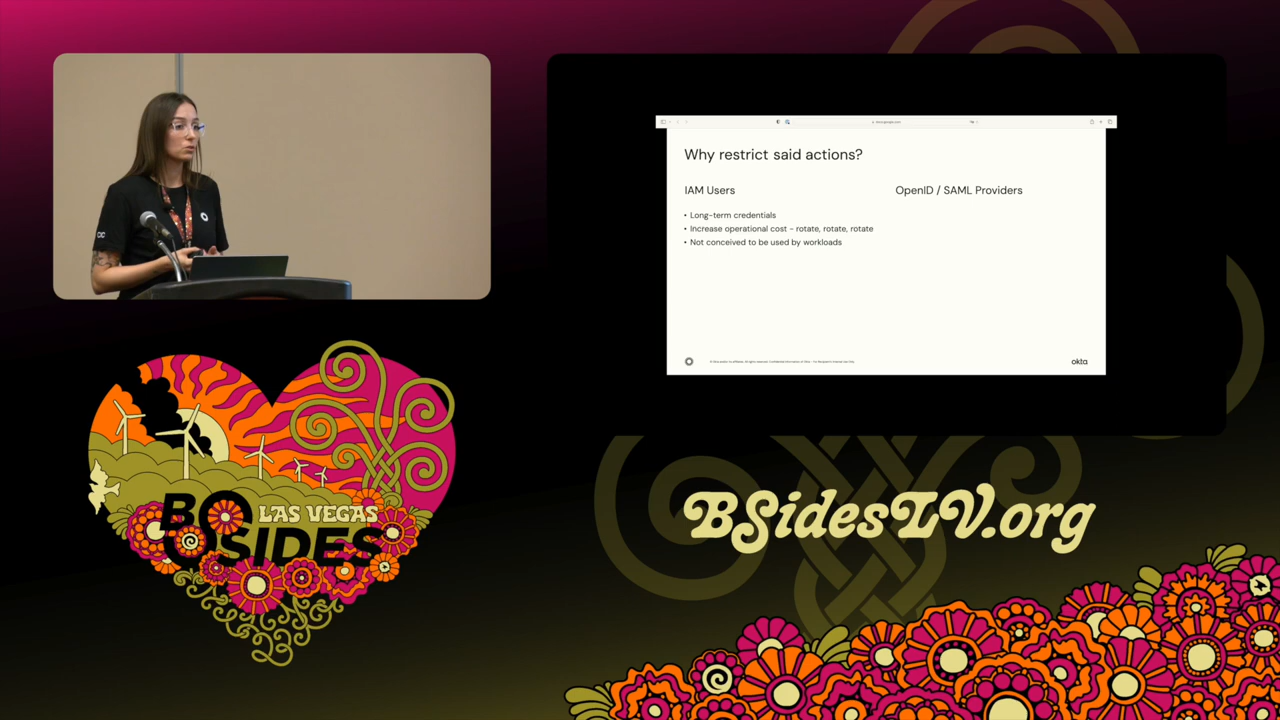 Why restrict said actions?
IAM Users
• Long-term credentials
• Increase operational cost - rotate, rotate, rotate
• Not conceived to be used by workloads
OpenID / SAML Providers
okta
BSidesLV.org
LAS VEGAS
BSIDES